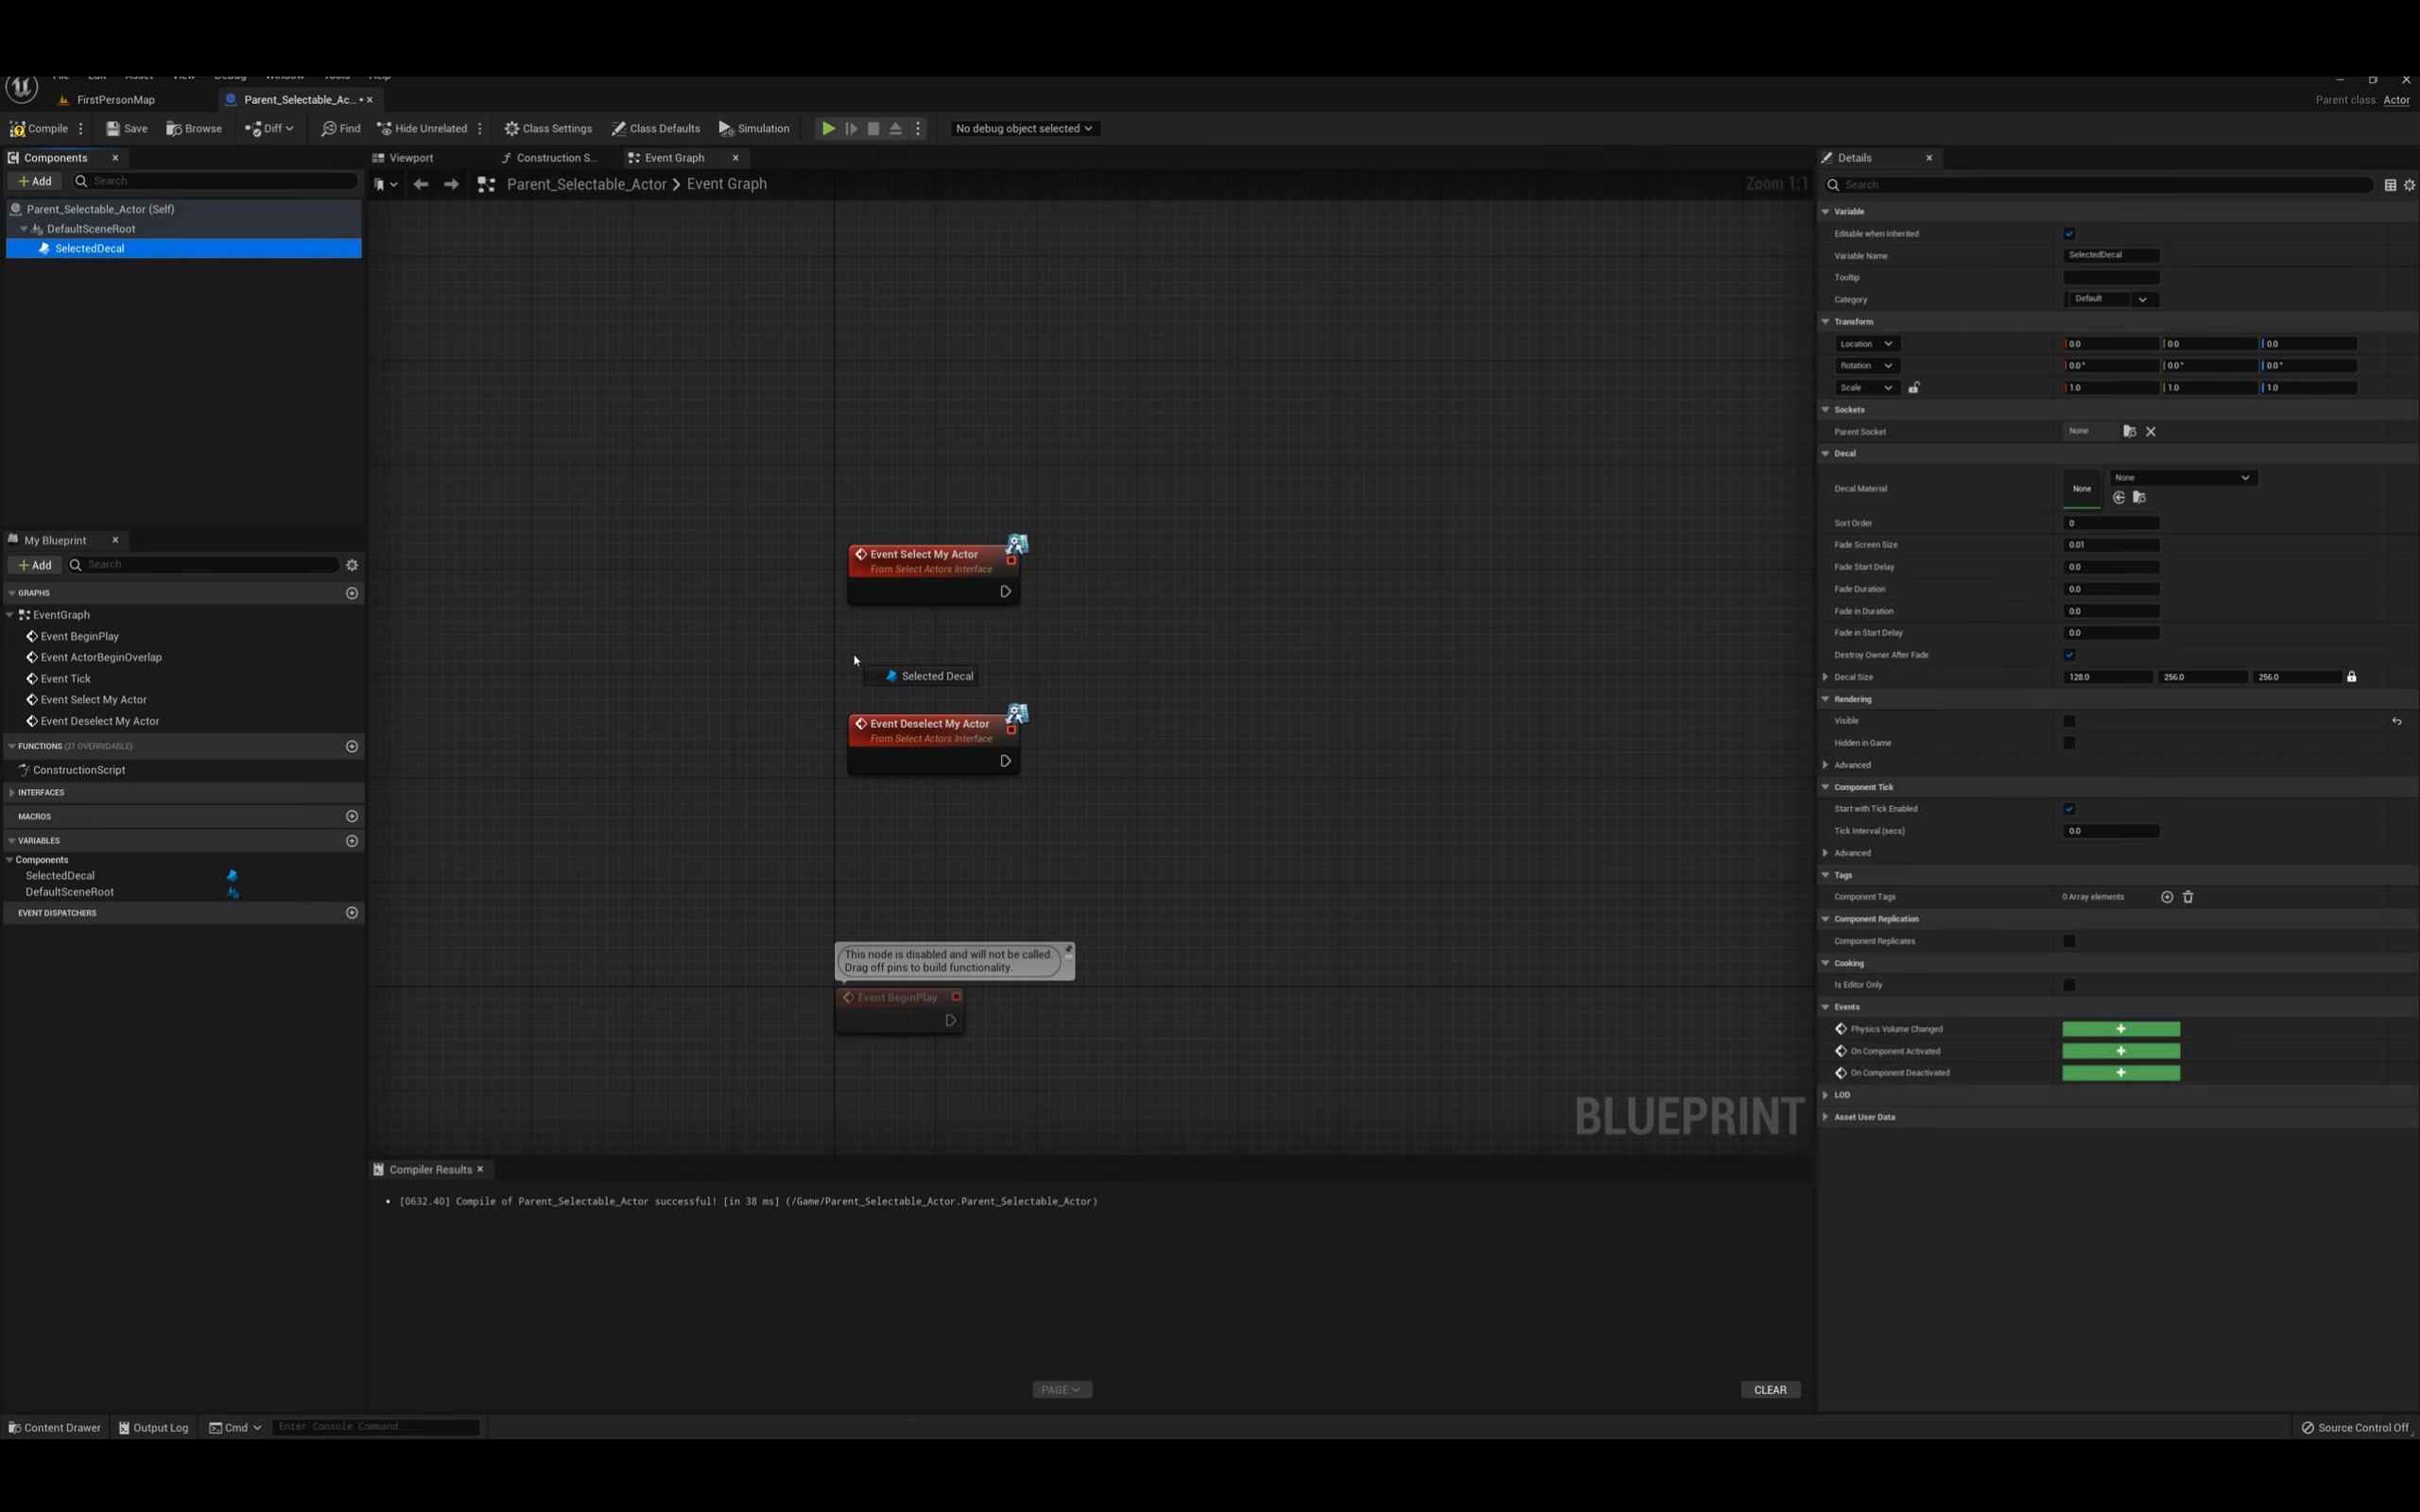 File Edit Asset View Debug Window Tools Help
FirstPersonMap
Parent_Selectable_Ac… •
Parent class: Actor
Compile Save Browse Diff Find Hide Unrelated Class Settings Class Defaults Simulation No debug object selected
Components
Add Search
Parent_Selectable_Actor (Self)
DefaultSceneRoot
SelectedDecal
My Blueprint
Add Search
GRAPHS
EventGraph
Event BeginPlay
Event ActorBeginOverlap
Event Tick
Event Select My Actor
Event Deselect My Actor
FUNCTIONS (21 OVERRIDABLE)
ConstructionScript
INTERFACES
MACROS
VARIABLES
Components
SelectedDecal
DefaultSceneRoot
EVENT DISPATCHERS
Viewport Construction S… Event Graph
Parent_Selectable_Actor > Event Graph
Zoom 1:1
Event Select My Actor
From Select Actors Interface
Selected Decal
Event Deselect My Actor
From Select Actors Interface
This node is disabled and will not be called.
Drag off pins to build functionality.
Event BeginPlay
BLUEPRINT
Compiler Results
• [0632.40] Compile of Parent_Selectable_Actor successful! [in 38 ms] (/Game/Parent_Selectable_Actor.Parent_Selectable_Actor)
PAGE
CLEAR
Details
Search
Variable
Editable when Inherited
Variable Name SelectedDecal
Tooltip
Category Default
Transform
Location 0.0 0.0 0.0
Rotation 0.0° 0.0° 0.0°
Scale 1.0 1.0 1.0
Sockets
Parent Socket None
Decal
Decal Material None None
Sort Order 0
Fade Screen Size 0.01
Fade Start Delay 0.0
Fade Duration 0.0
Fade in Duration 0.0
Fade in Start Delay 0.0
Destroy Owner After Fade
Decal Size 128.0 256.0 256.0
Rendering
Visible
Hidden in Game
Advanced
Component Tick
Start with Tick Enabled
Tick Interval (secs) 0.0
Advanced
Tags
Component Tags 0 Array elements
Component Replication
Component Replicates
Cooking
Is Editor Only
Events
Physics Volume Changed
On Component Activated
On Component Deactivated
LOD
Asset User Data
Content Drawer Output Log Cmd Enter Console Command
Source Control Off